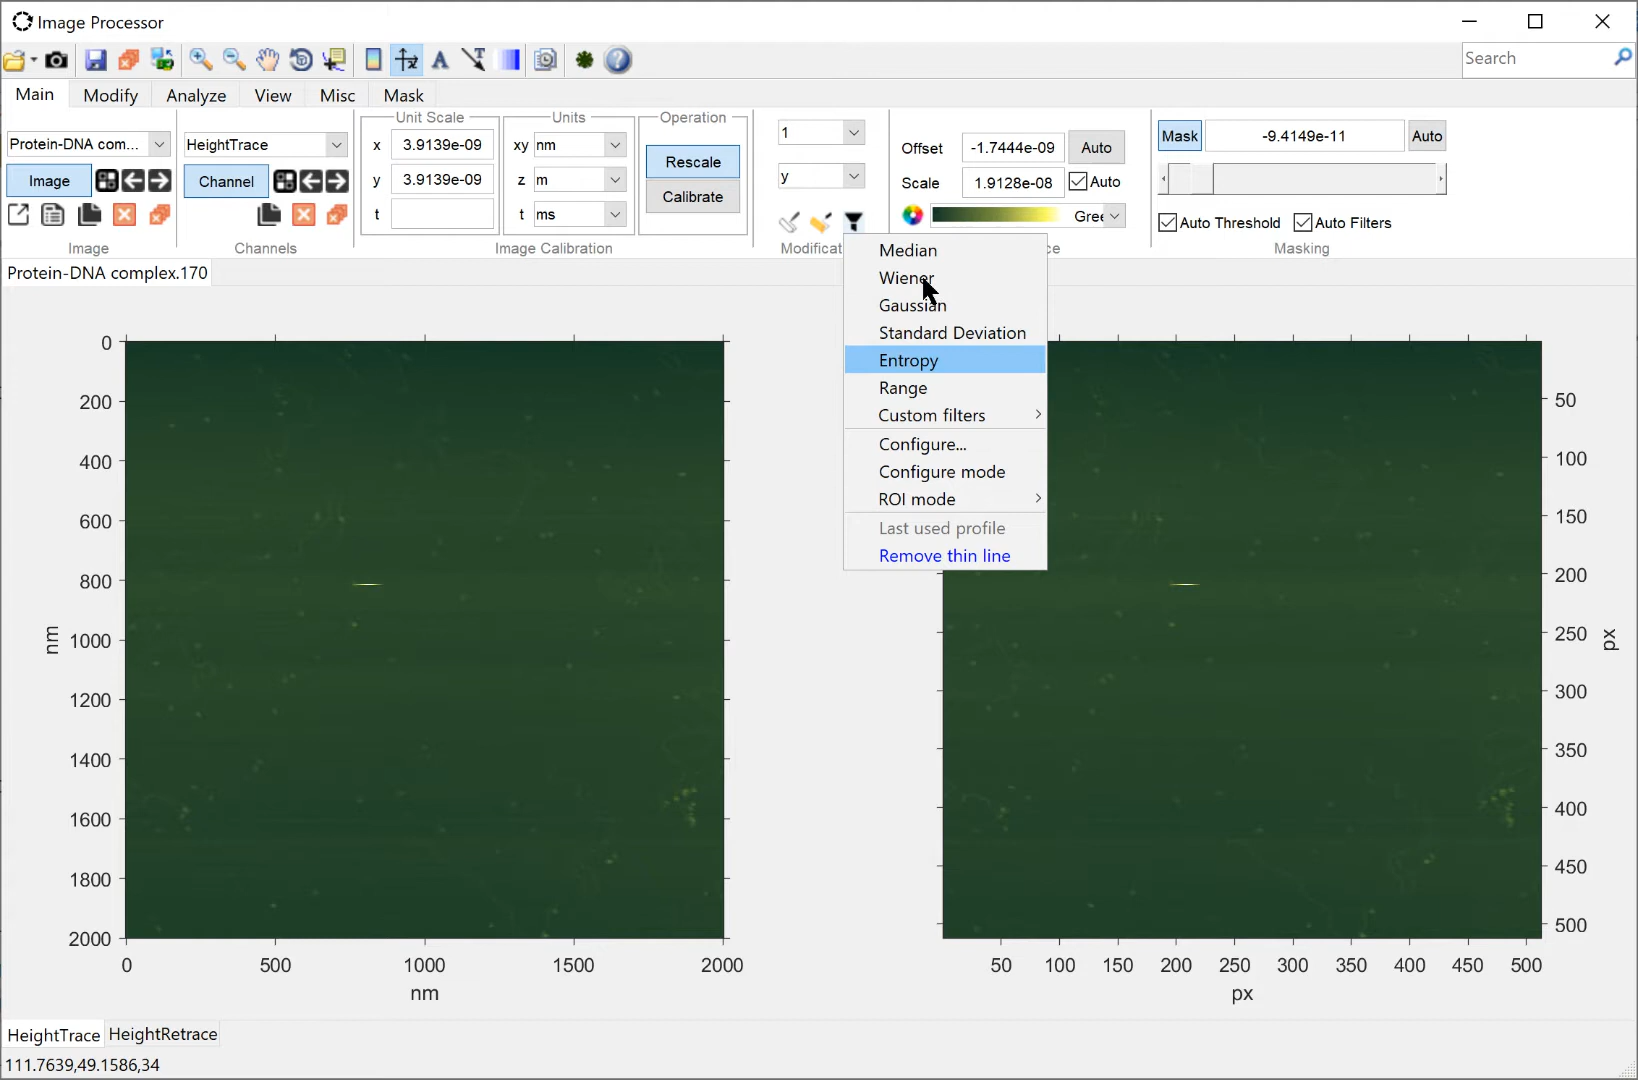 Image Processor
Search
Main Modify Analyze View Misc Mask
Protein-DNA com...
Image
Image
HeightTrace
Channel
Channels
Unit Scale
x 3.9139e-09
y 3.9139e-09
t
Units
xy nm
z m
t ms
Operation
Rescale
Calibrate
Image Calibration
1
y
Modificat
Offset -1.7444e-09 Auto
Scale 1.9128e-08 Auto
Gree
ce
Mask -9.4149e-11 Auto
Auto Threshold Auto Filters
Masking
Protein-DNA complex.170
Median
Wiener
Gaussian
Standard Deviation
Entropy
Range
Custom filters
Configure...
Configure mode
ROI mode
Last used profile
Remove thin line
0
200
400
600
800
1000
1200
1400
1600
1800
2000
nm
0 500 1000 1500 2000
nm
50
100
150
200
250
300
350
400
450
500
px
50 100 150 200 250 300 350 400 450 500
px
HeightTrace HeightRetrace
111.7639,49.1586,34